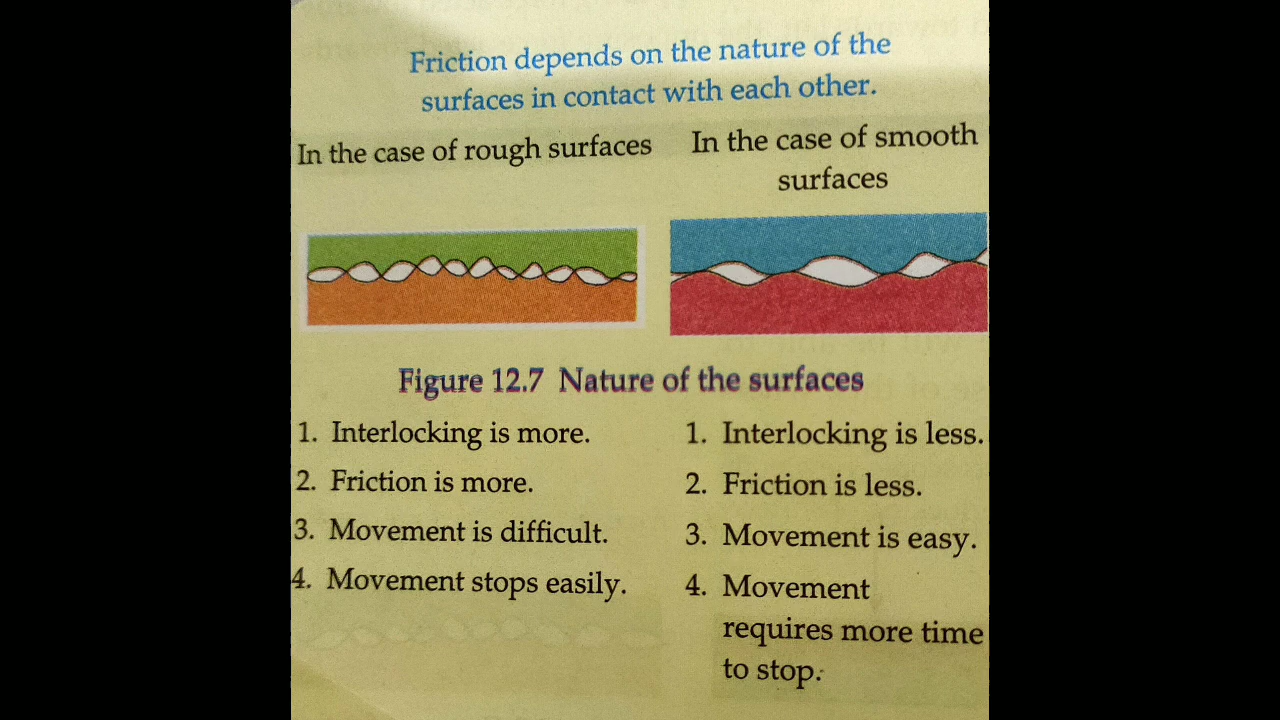 Friction depends on the nature of the
surfaces in contact with each other.
In the case of rough surfaces
In the case of smooth
surfaces
Figure 12.7 Nature of the surfaces
1. Interlocking is more.
2. Friction is more.
3. Movement is difficult.
4. Movement stops easily.
1. Interlocking is less.
2. Friction is less.
3. Movement is easy.
4. Movement
requires more time
to stop.